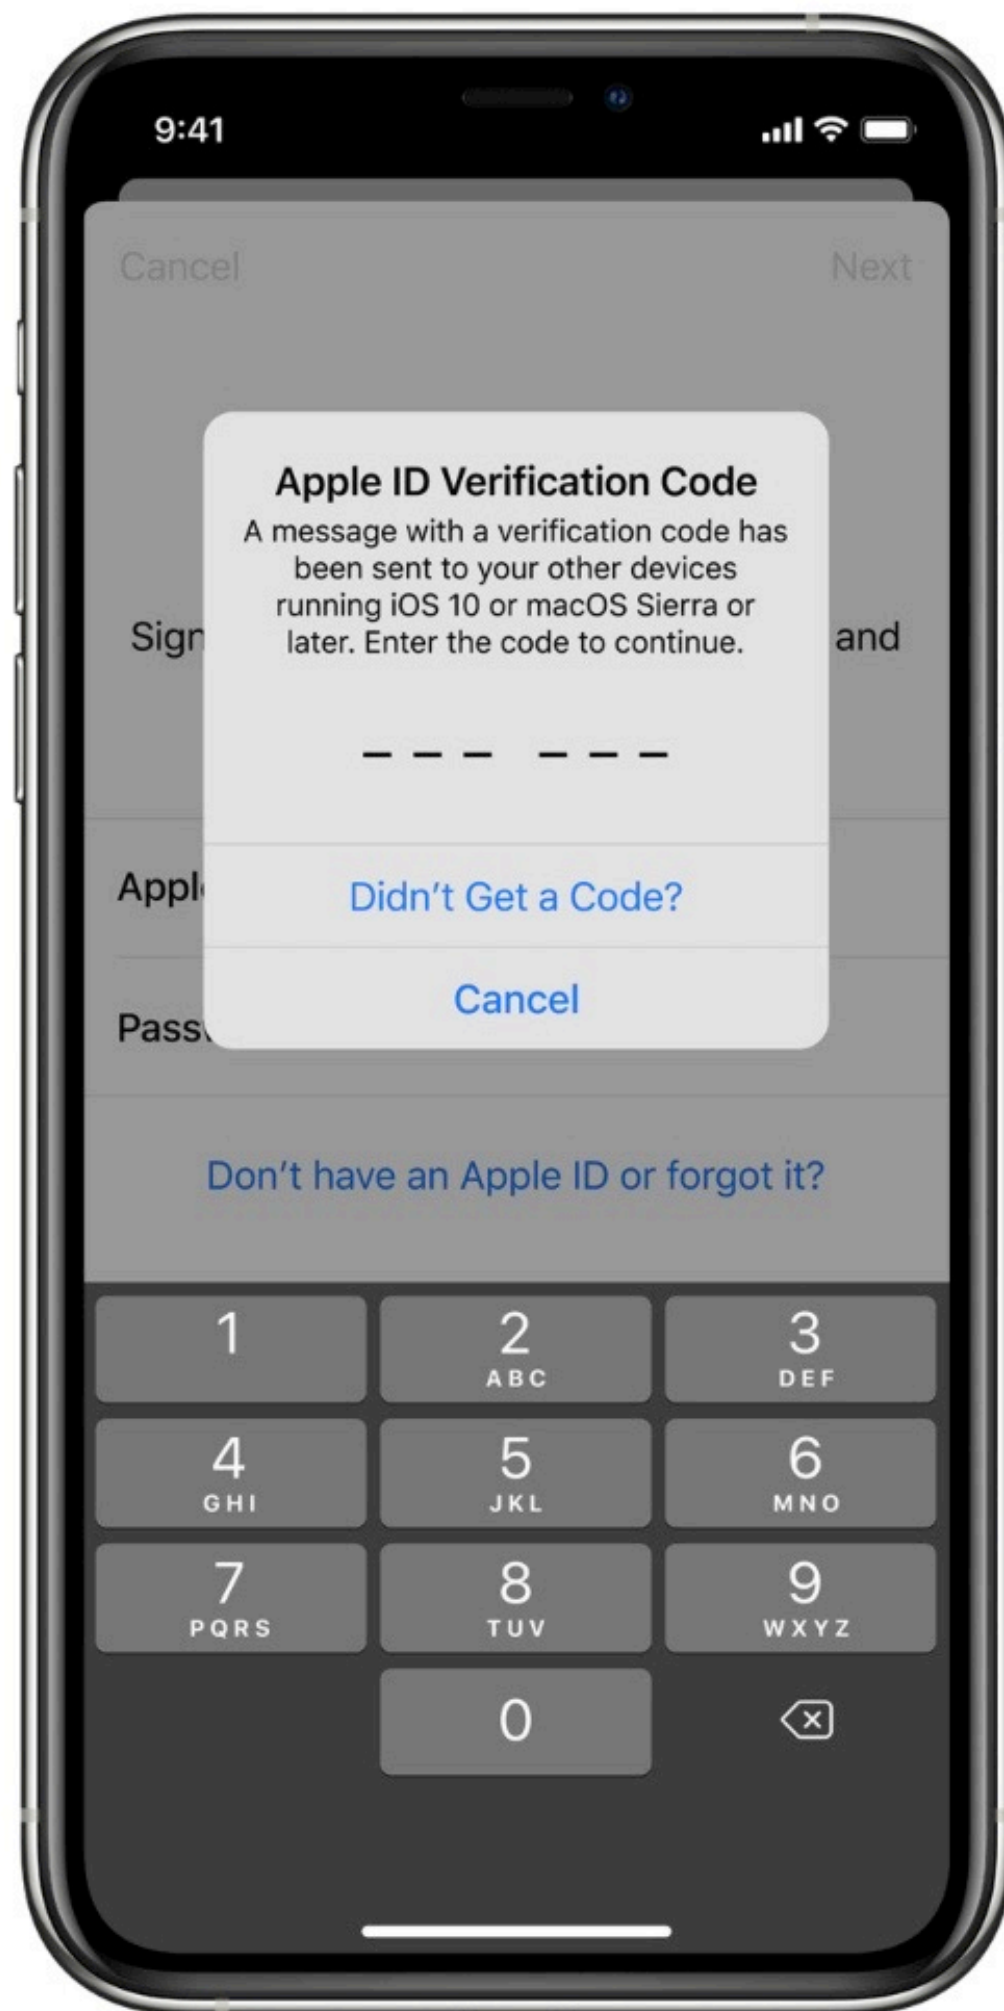 9:41
Cancel Next
Apple ID Verification Code
A message with a verification code has
been sent to your other devices
running iOS 10 or macOS Sierra or
later. Enter the code to continue.
Sign and
– – – – – –
Didn’t Get a Code?
Cancel
Don’t have an Apple ID or forgot it?
1 2 3
ABC DEF
4 5 6
GHI JKL MNO
7 8 9
PQRS TUV WXYZ
0